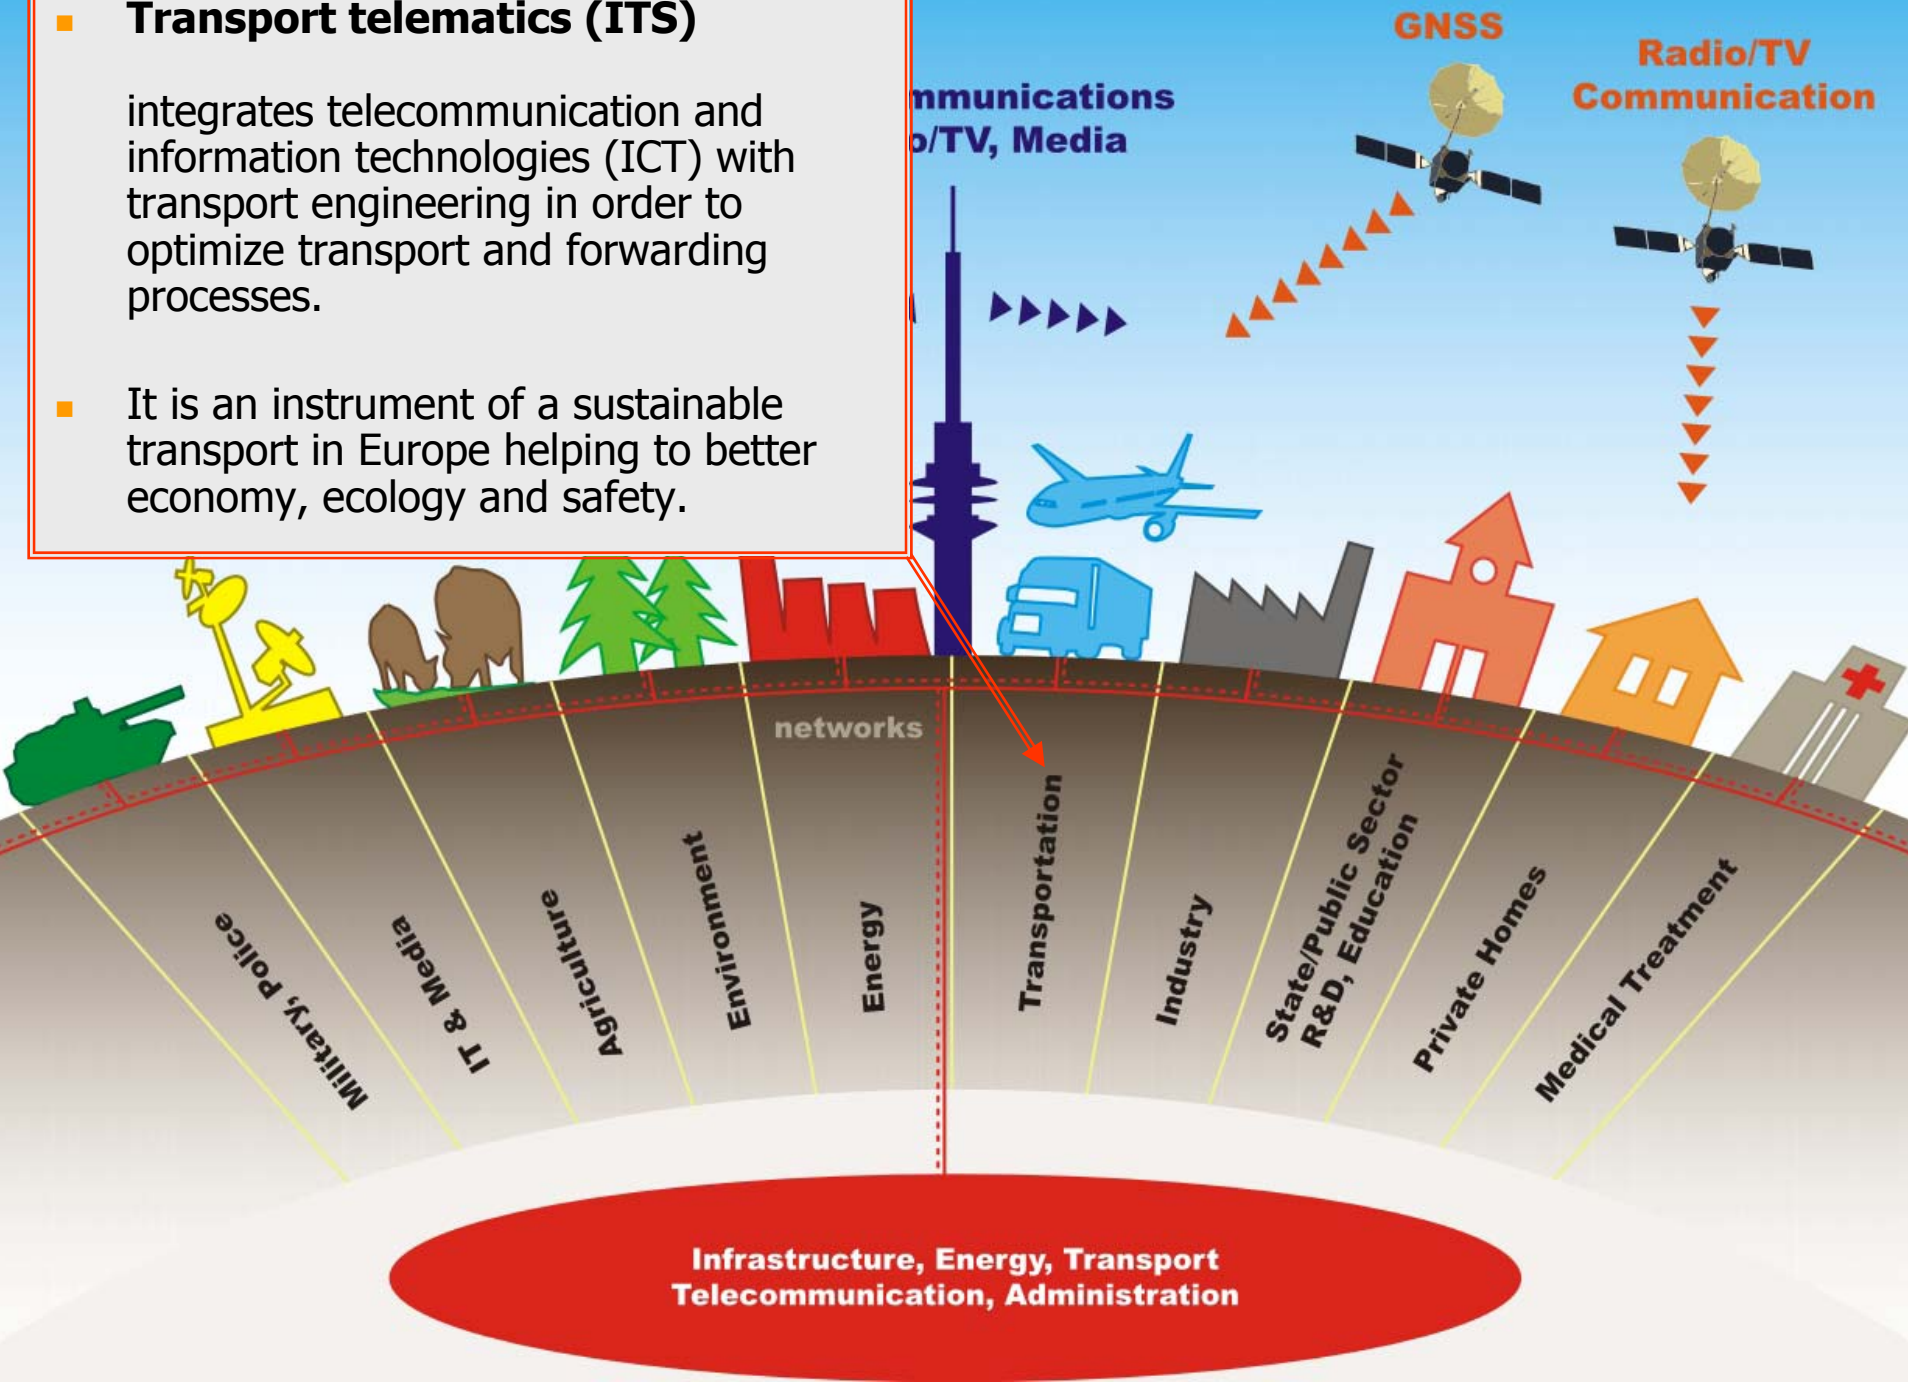 Transport telematics (ITS)
integrates telecommunication and
information technologies (ICT) with
transport engineering in order to
optimize transport and forwarding
processes.
It is an instrument of a sustainable
transport in Europe helping to better
economy, ecology and safety.
mmunications
o/TV, Media
GNSS
Radio/TV
Communication
networks
Military, Police
IT & Media
Agriculture
Environment
Energy
Transportation
Industry
State/Public Sector
R&D, Education
Private Homes
Medical Treatment
Infrastructure, Energy, Transport
Telecommunication, Administration